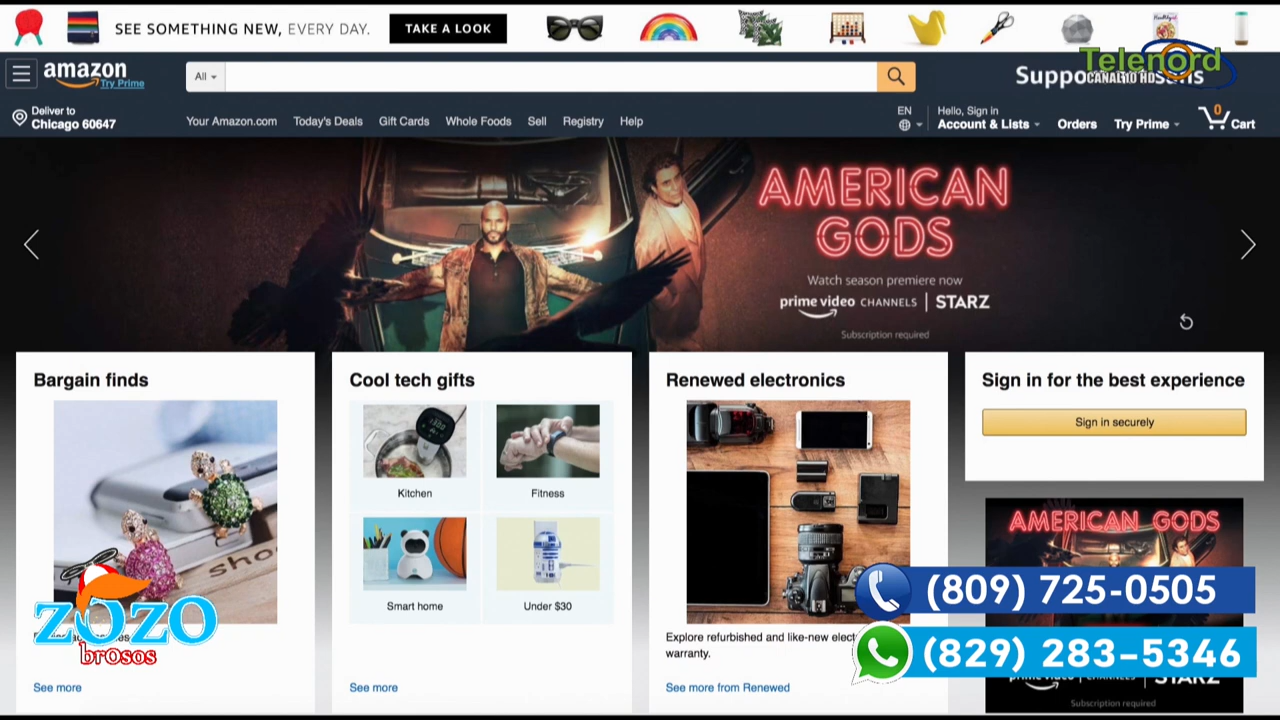 SEE SOMETHING NEW, EVERY DAY.
TAKE A LOOK
amazon
Try Prime
All
Telenord
CANAL 10 HD
Deliver to
Chicago 60647
Your Amazon.com
Today's Deals
Gift Cards
Whole Foods
Sell
Registry
Help
EN
Hello, Sign in
Account & Lists
Orders
Try Prime
0
Cart
AMERICAN
GODS
Watch season premiere now
prime video CHANNELS | STARZ
Subscription required
Bargain finds
See more
Cool tech gifts
Kitchen
Fitness
Smart home
Under $30
See more
Renewed electronics
Explore refurbished and like-new
warranty.
See more from Renewed
Sign in for the best experience
Sign in securely
AMERICAN GODS
STARZ
Subscription required
ZOZO
brOsos
(809) 725-0505
(829) 283-5346